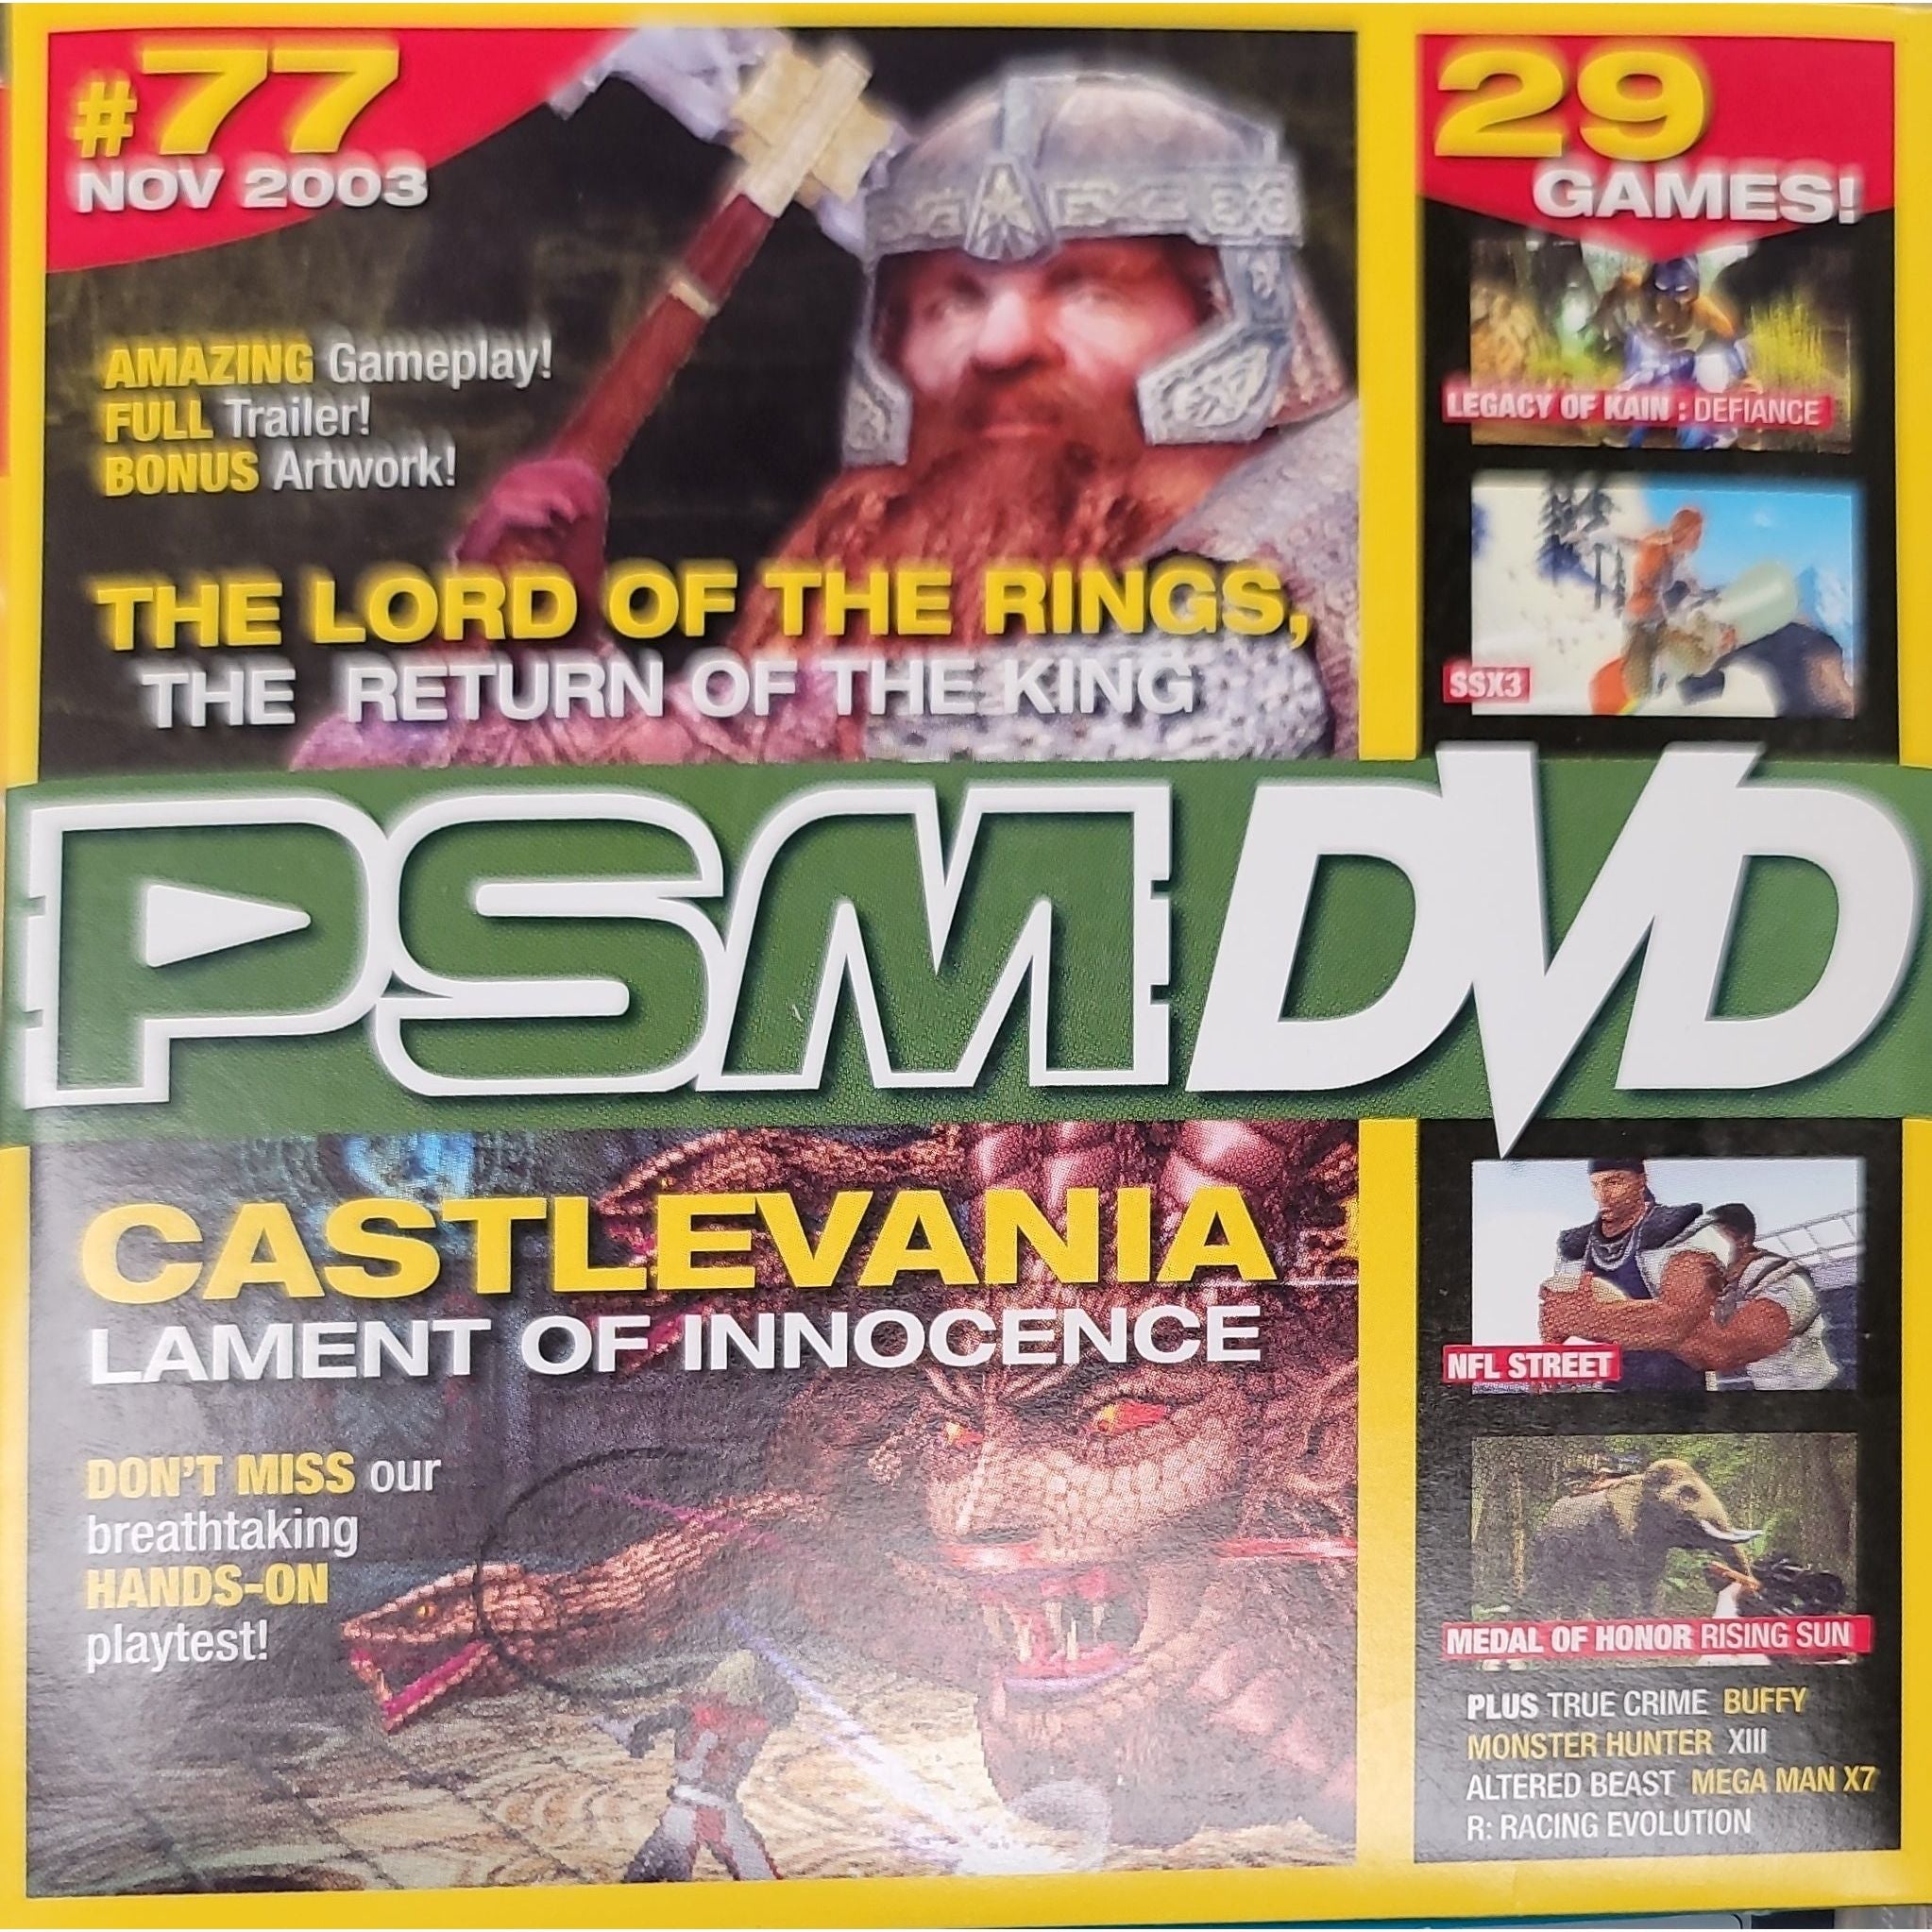 #77
NOV 2003
AMAZING Gameplay!
FULL Trailer!
BONUS Artwork!
THE LORD OF THE RINGS,
THE RETURN OF THE KING
29
GAMES!
LEGACY OF KAIN : DEFIANCE
SSX3
PSM DVD
CASTLEVANIA
LAMENT OF INNOCENCE
DON'T MISS our
breathtaking
HANDS-ON
playtest!
NFL STREET
MEDAL OF HONOR RISING SUN
PLUS TRUE CRIME BUFFY
MONSTER HUNTER XIII
ALTERED BEAST MEGA MAN X7
R: RACING EVOLUTION